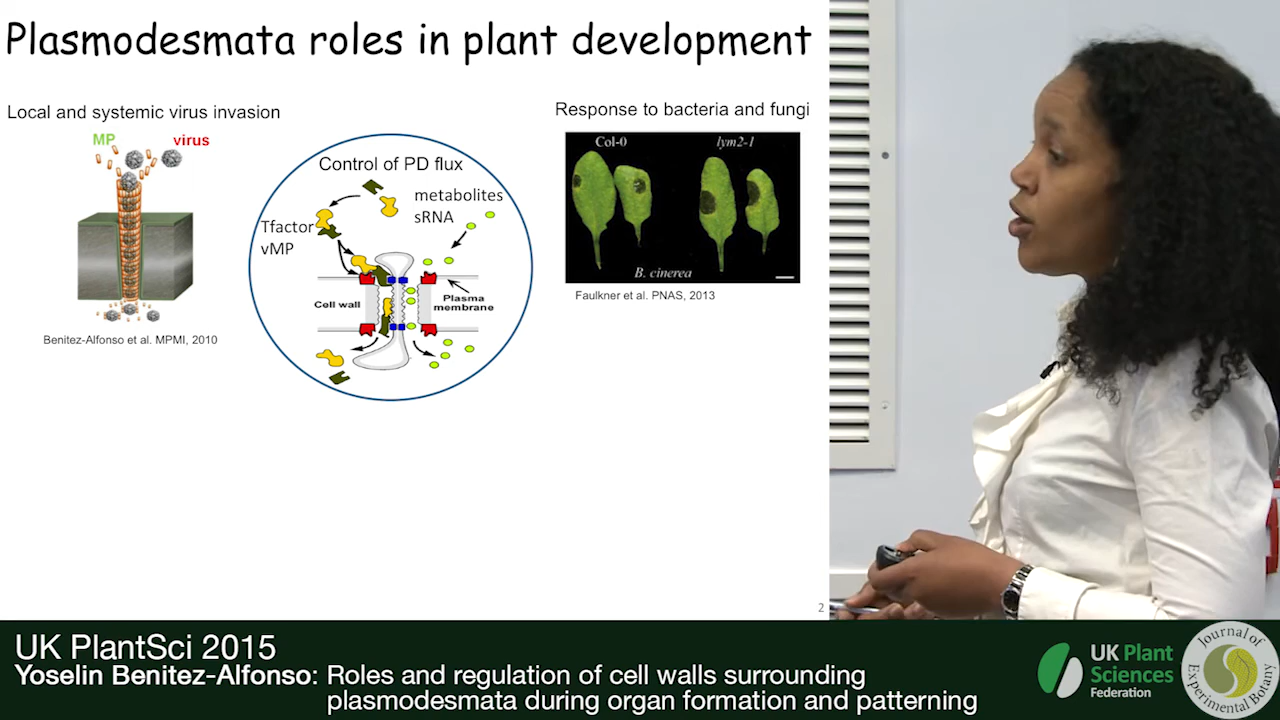 Plasmodesmata roles in plant development
Local and systemic virus invasion
MP
virus
Benitez-Alfonso et al. MPMI, 2010
Control of PD flux
metabolites
sRNA
Tfactor
vMP
Cell wall
Plasma
membrane
Response to bacteria and fungi
Col-0
lym2-1
B. cinerea
Faulkner et al. PNAS, 2013
2
UK PlantSci 2015
Yoselin Benitez-Alfonso: Roles and regulation of cell walls surrounding
plasmodesmata during organ formation and patterning
UK Plant
Sciences
Federation
Journal of
Experimental Botany